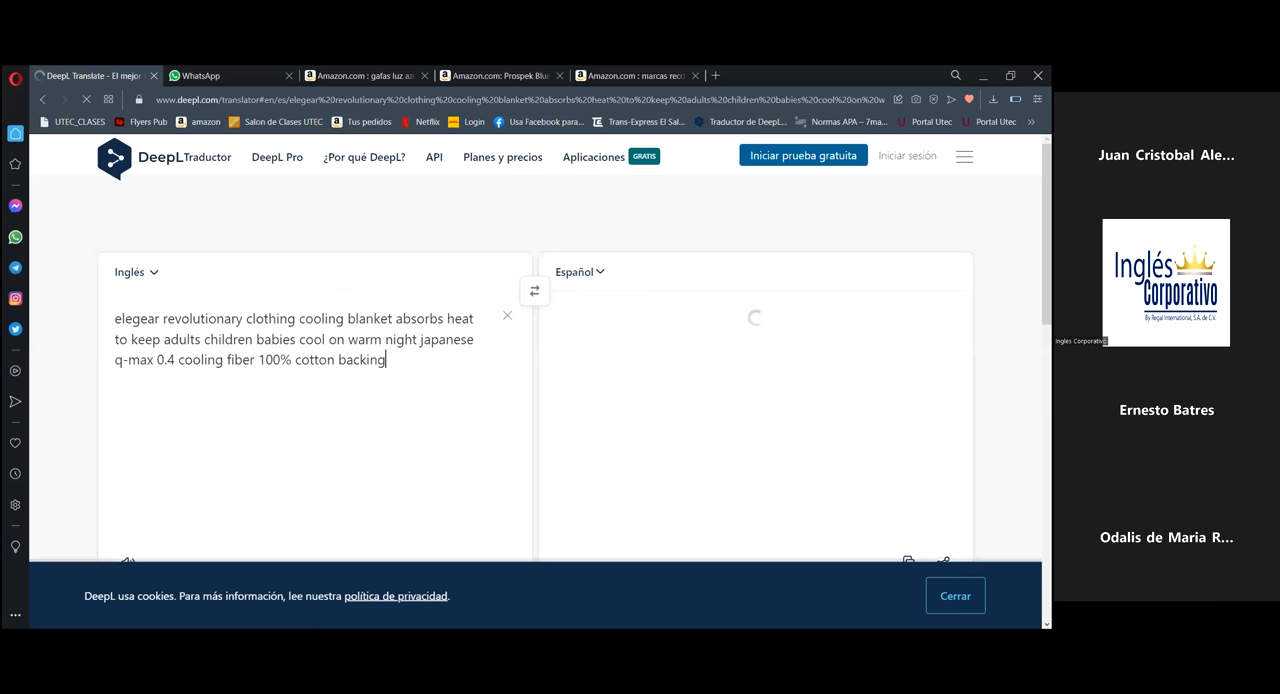 DeepL Translate - El mejor
WhatsApp
Amazon.com : gafas luz azu
Amazon.com: Prospek Blue
Amazon.com : marcas reco
www.deepl.com/translator#en/es/elegear%20revolutionary%20clothing%20cooling%20blanket%20absorbs%20heat%20to%20keep%20adults%20children%20babies%20cool%20on%20w
UTEC_CLASES
Flyers Pub
amazon
Salon de Clases UTEC
Tus pedidos
Netflix
Login
Usa Facebook para...
Trans-Express El Sal...
Traductor de DeepL...
Normas APA – 7ma...
Portal Utec
Portal Utec
DeepL Traductor
DeepL Pro
¿Por qué DeepL?
API
Planes y precios
Aplicaciones GRATIS
Iniciar prueba gratuita
Iniciar sesión
Inglés
Español
elegear revolutionary clothing cooling blanket absorbs heat
to keep adults children babies cool on warm night japanese
q-max 0.4 cooling fiber 100% cotton backing
DeepL usa cookies. Para más información, lee nuestra política de privacidad.
Cerrar
Juan Cristobal Ale...
Inglés
Corporativo
By Regal International, S.A. de C.V.
Ingles Corporativo
Ernesto Batres
Odalis de Maria R...